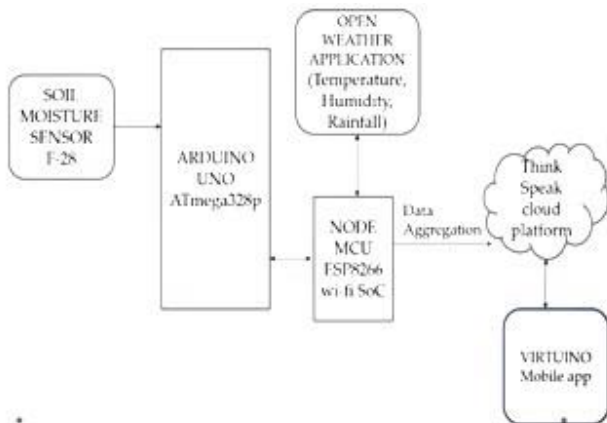 OPEN
WEATHER
APPLICATION
(Temperature,
Humidity,
Rainfall)
SOIL
MOISTURE
SENSOR
F-28
ARDUINO
UNO
ATmega328p
NODE
MCU
ESP8266
wi-fi SoC
Data
Aggregation
Think
Speak
cloud
platform
VIRTUINO
Mobile app